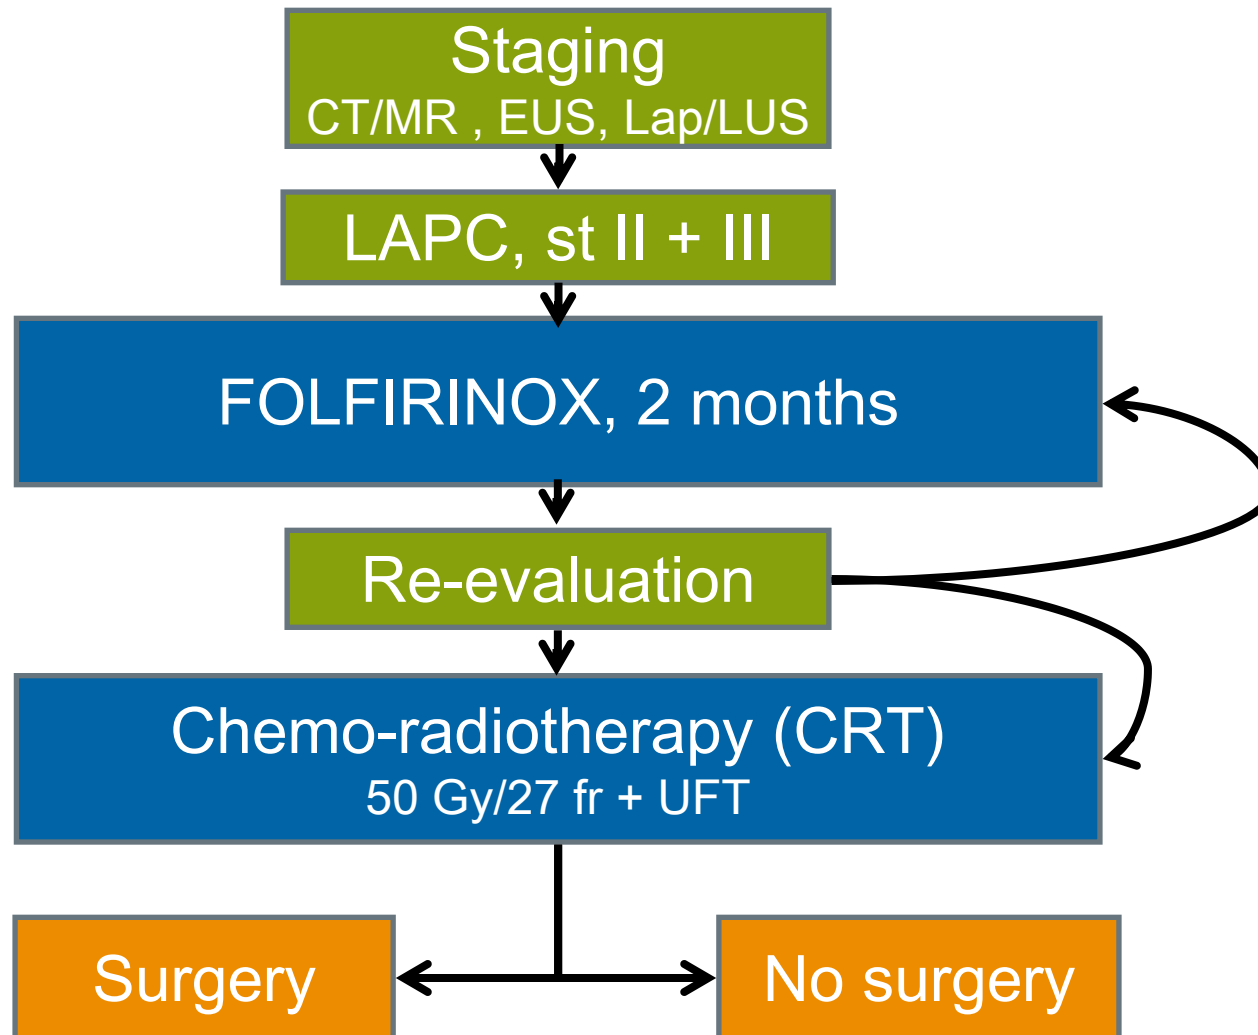 Staging
CT/MR , EUS, Lap/LUS
LAPC, st II + III
FOLFIRINOX, 2 months
Re-evaluation
Chemo-radiotherapy (CRT)
50 Gy/27 fr + UFT
Surgery
No surgery